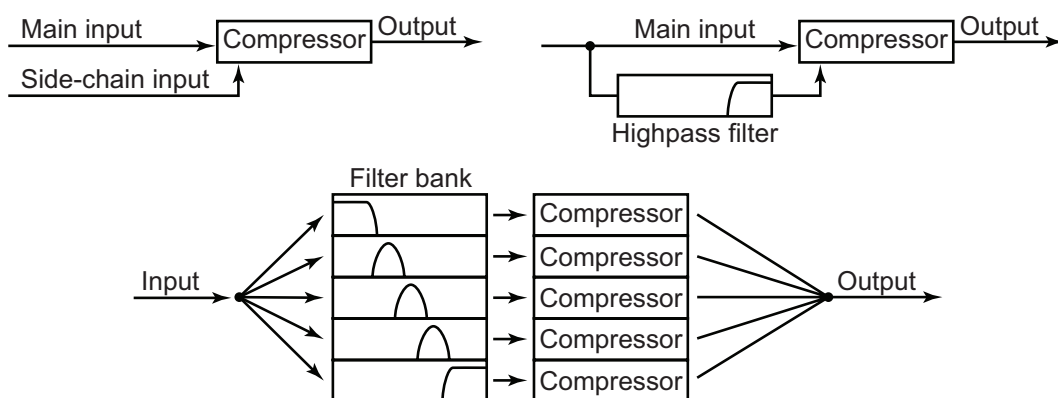 Main input
Compressor
Output
Side-chain input
Main input
Compressor
Output
Highpass filter
Filter bank
Input
Compressor
Compressor
Compressor
Compressor
Compressor
Output